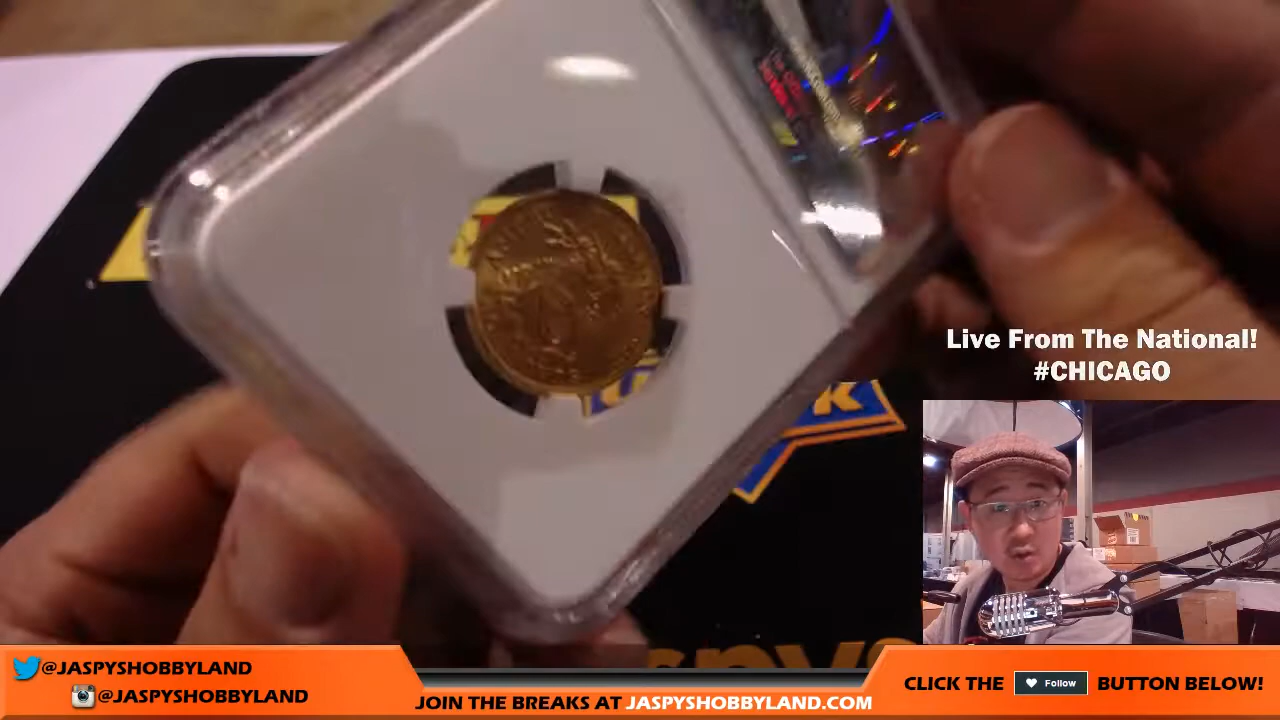 Live From The National!
#CHICAGO
@JASPYSHOBBYLAND
@JASPYSHOBBYLAND
JOIN THE BREAKS AT JASPYSHOBBYLAND.COM
CLICK THE Follow BUTTON BELOW!